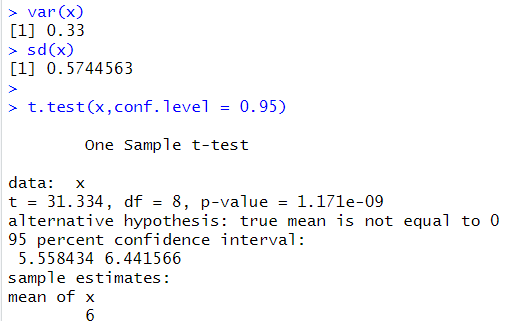 > var(x)
[1] 0.33
> sd(x)
[1] 0.5744563
>
> t.test(x,conf.level = 0.95)
One Sample t-test
data:  x
t = 31.334, df = 8, p-value = 1.171e-09
alternative hypothesis: true mean is not equal to 0
95 percent confidence interval:
 5.558434 6.441566
sample estimates:
mean of x
        6